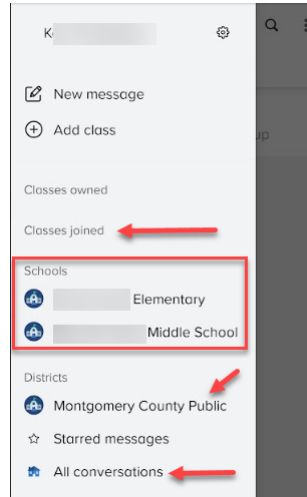 K
New message
Add class
up
Classes owned
Classes joined
Schools
Elementary
Middle School
Districts
Montgomery County Public
Starred messages
All conversations